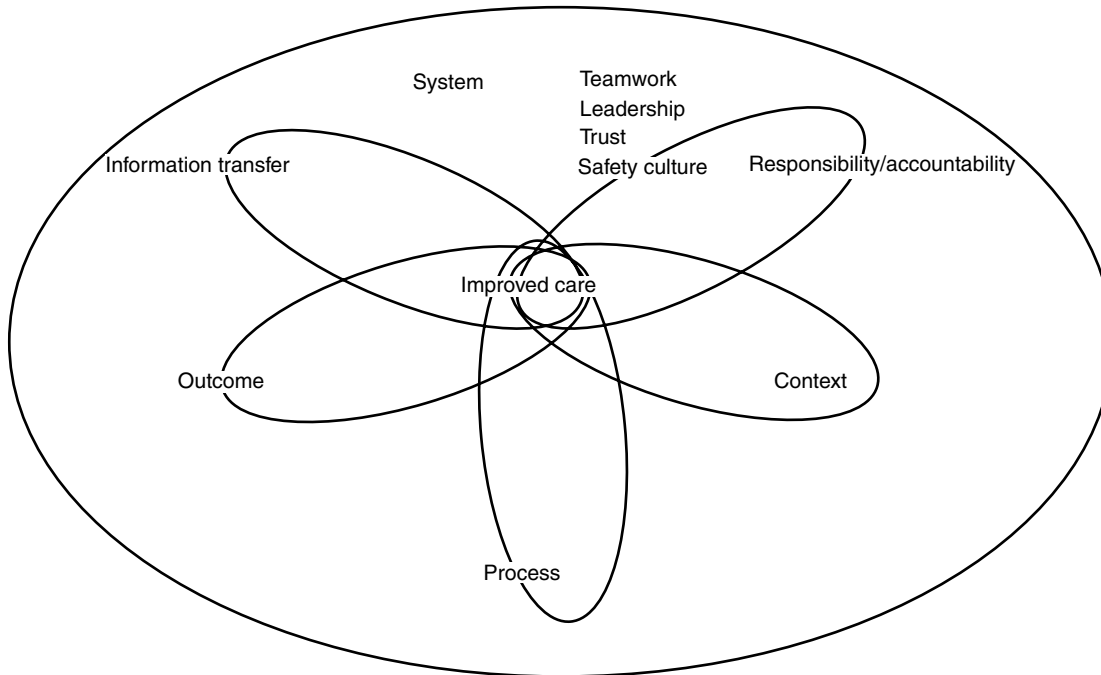 System
Teamwork
Leadership
Trust
Safety culture
Information transfer
Responsibility/accountability
Improved care
Outcome
Context
Process